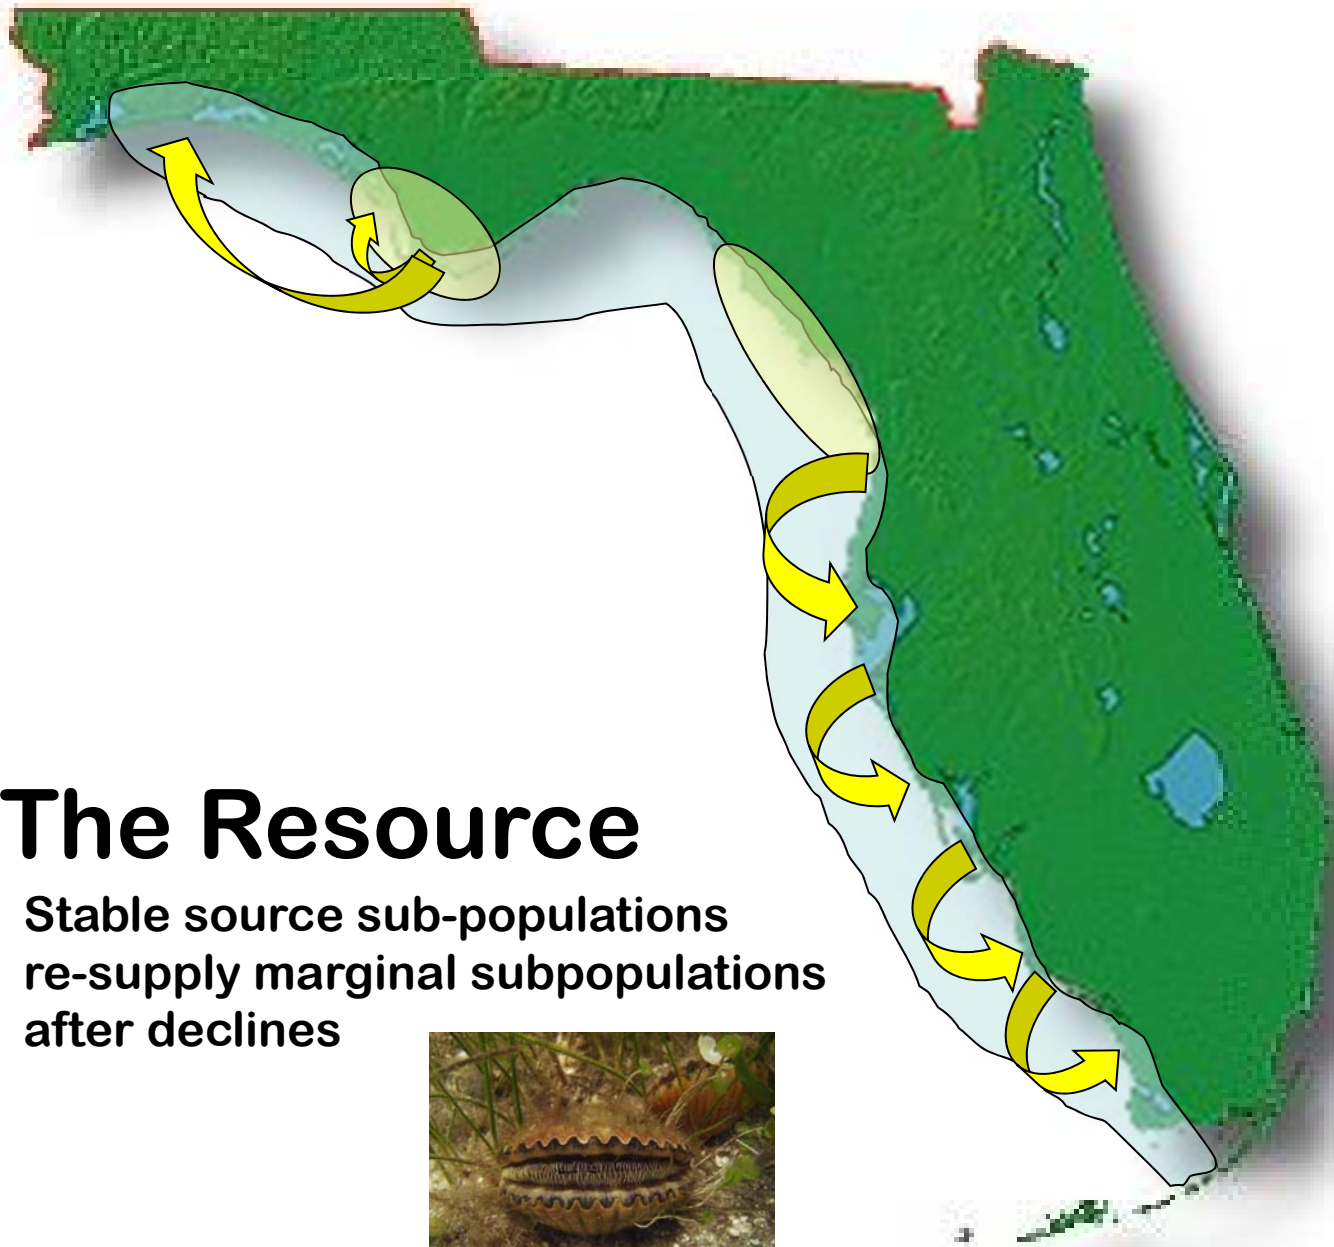 The Resource
Stable source sub-populations
re-supply marginal subpopulations
after declines